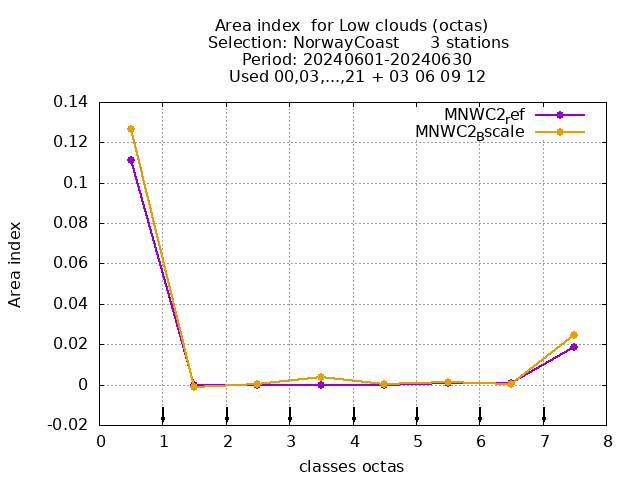 Area index  for Low clouds (octas)
Selection: NorwayCoast      3 stations
Period: 20240601-20240630
Used 00,03,...,21 + 03 06 09 12
MNWC2ref
MNWC2Bscale
0.14
0.12
0.1
0.08
0.06
0.04
0.02
0
-0.02
Area index
0 1 2 3 4 5 6 7 8
classes octas